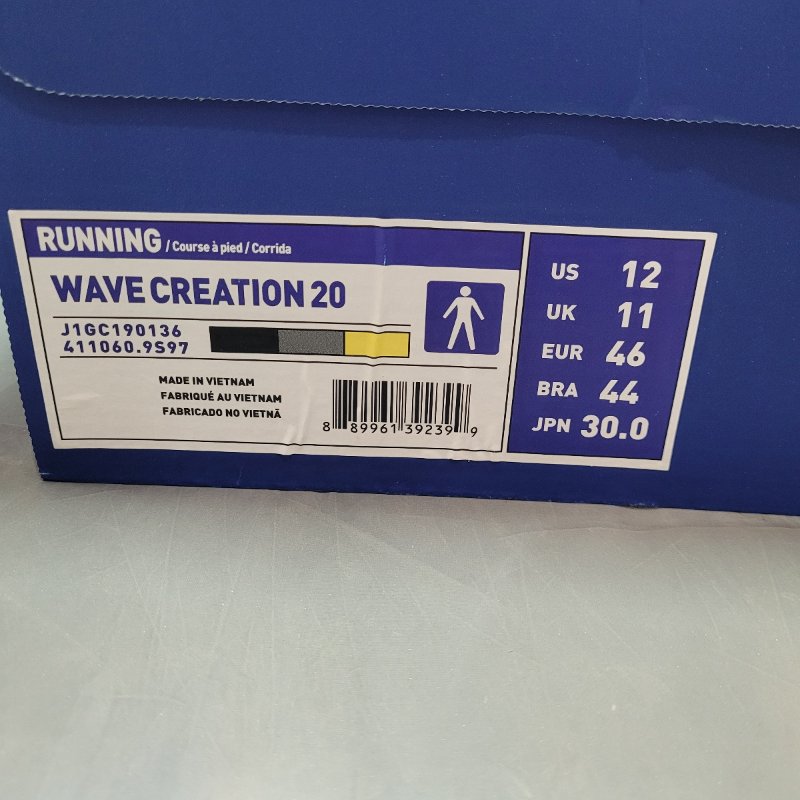 RUNNING / Course à pied / Corrida
WAVE CREATION 20
J1GC190136
411060.9S97
MADE IN VIETNAM
FABRIQUÉ AU VIETNAM
FABRICADO NO VIETNÃ
8 89961 39239 9
US 12
UK 11
EUR 46
BRA 44
JPN 30.0